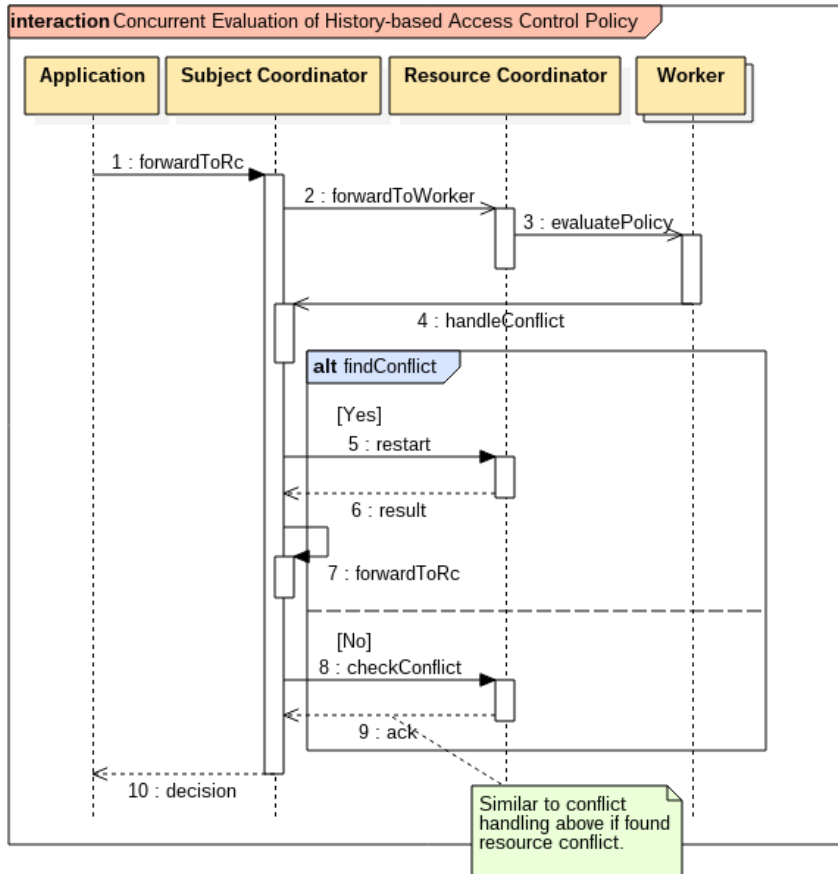 interaction Concurrent Evaluation of History-based Access Control Policy
Application
Subject Coordinator
Resource Coordinator
Worker
1 : forwardToRc
2 : forwardToWorker
3 : evaluatePolicy
4 : handleConflict
alt findConflict
[Yes]
5 : restart
6 : result
7 : forwardToRc
[No]
8 : checkConflict
9 : ack
10 : decision
Similar to conflict
handling above if found
resource conflict.